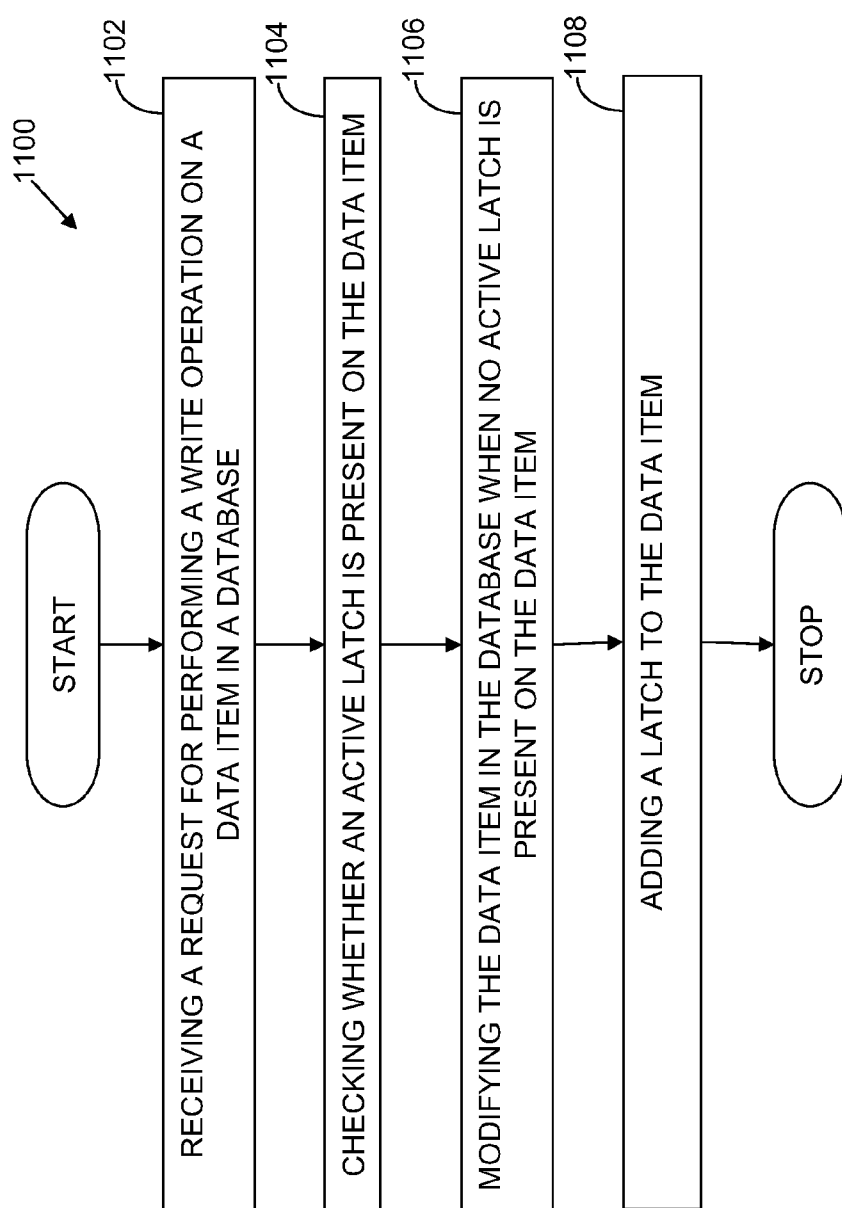 1100
START
1102
RECEIVING A REQUEST FOR PERFORMING A WRITE OPERATION ON A
DATA ITEM IN A DATABASE
1104
CHECKING WHETHER AN ACTIVE LATCH IS PRESENT ON THE DATA ITEM
1106
MODIFYING THE DATA ITEM IN THE DATABASE WHEN NO ACTIVE LATCH IS
PRESENT ON THE DATA ITEM
1108
ADDING A LATCH TO THE DATA ITEM
STOP